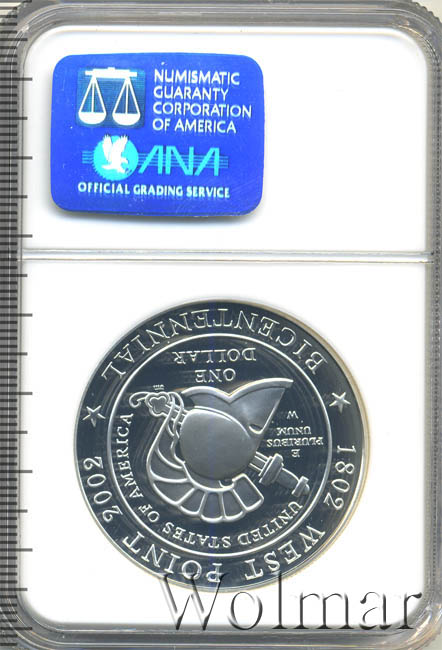 NUMISMATIC
GUARANTY
CORPORATION
OF AMERICA
ANA
OFFICIAL GRADING SERVICE
BICENTENNIAL
ONE
DOLLAR
E
PLURIBUS
UNUM
W
UNITED STATES OF AMERICA
1802 WEST POINT 2002
Wolmar